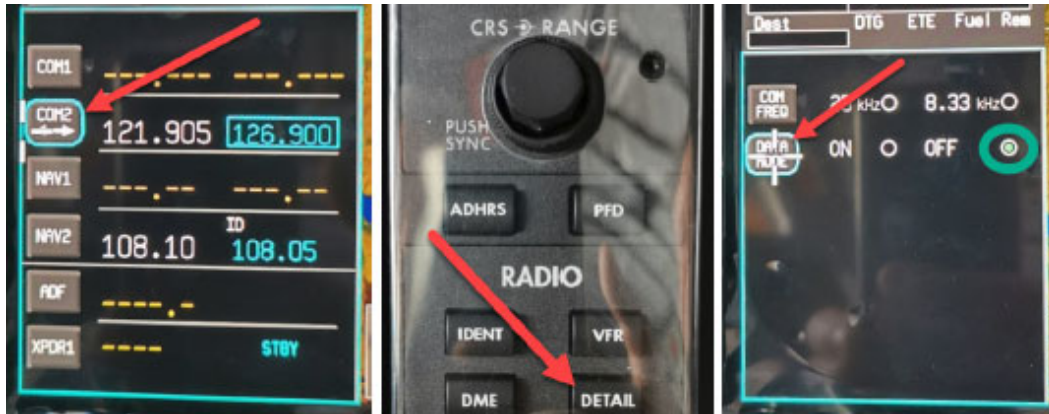 COM1 ---.--- ---.---
COM2 121.905 126.900
NAV1 ---.-- ---.--
ID
NAV2 108.10 108.05
ADF ----.-
XPDR1 ---- STBY
CRS RANGE
PUSH
SYNC
ADHRS PFD
RADIO
IDENT VFR
DME DETAIL
Dest DTG ETE Fuel Rem
COM
FREQ
kHz 8.33 kHz
DATA
MODE
ON OFF